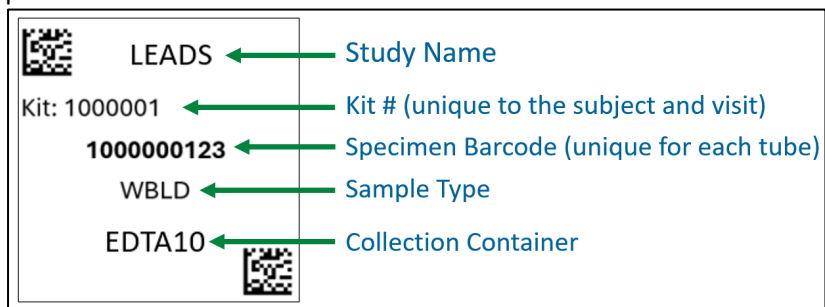 LEADS Study Name
Kit: 1000001 Kit # (unique to the subject and visit)
1000000123 Specimen Barcode (unique for each tube)
WBLD Sample Type
EDTA10 Collection Container